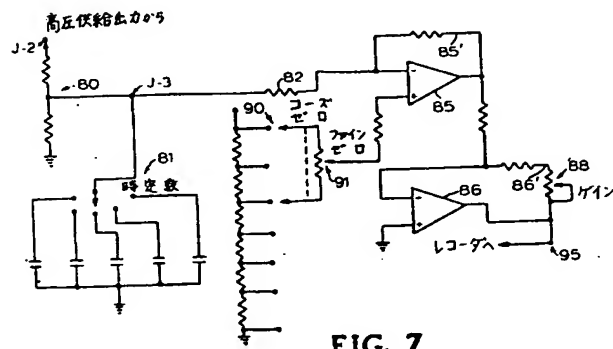 高圧供給出力から
J-2
80
J-3
82
85'
85
90
コーズ
ゼロ
ファイン
ゼロ
91
81
時定数
86'
88
ゲイン
86
レコーダへ
95
FIG. 7